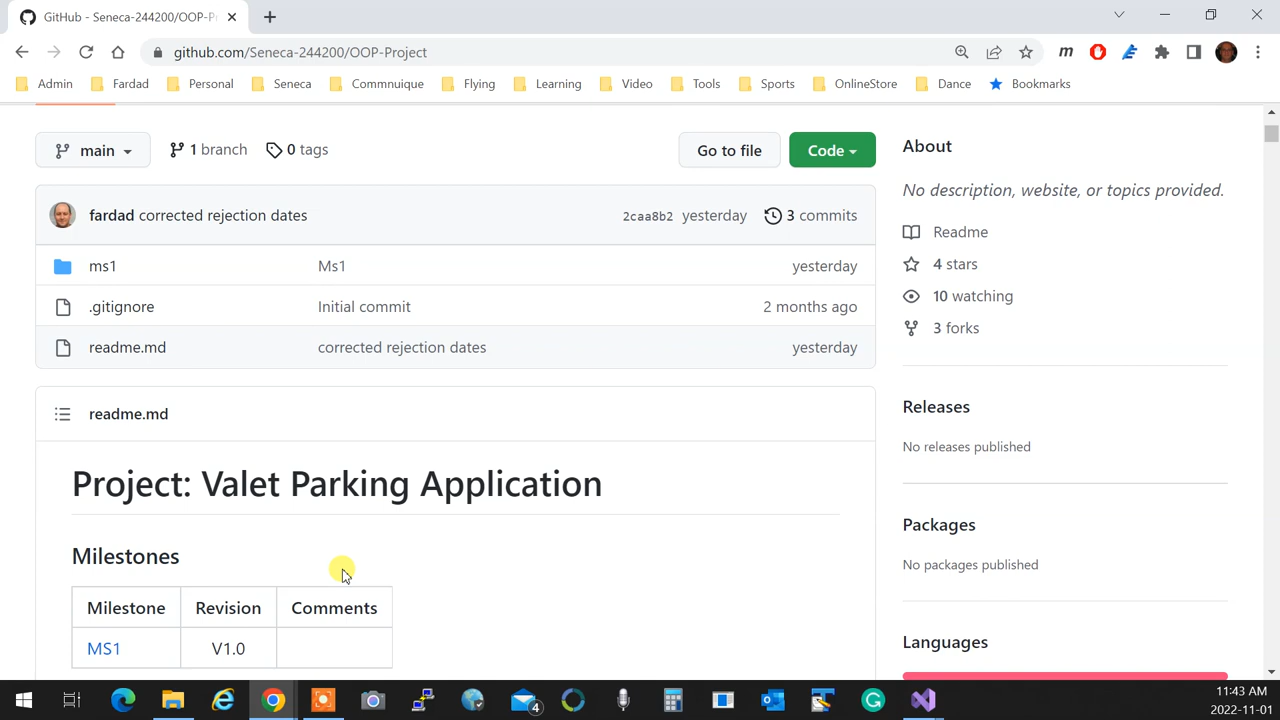 GitHub - Seneca-244200/OOP-P
github.com/Seneca-244200/OOP-Project
Admin Fardad Personal Seneca Commnuique Flying Learning Video Tools Sports OnlineStore Dance Bookmarks
main 1 branch 0 tags Go to file Code
fardad corrected rejection dates 2caa8b2 yesterday 3 commits
ms1 Ms1 yesterday
.gitignore Initial commit 2 months ago
readme.md corrected rejection dates yesterday
readme.md
Project: Valet Parking Application
Milestones
Milestone Revision Comments
MS1 V1.0
About
No description, website, or topics provided.
Readme
4 stars
10 watching
3 forks
Releases
No releases published
Packages
No packages published
Languages
4
11:43 AM
2022-11-01